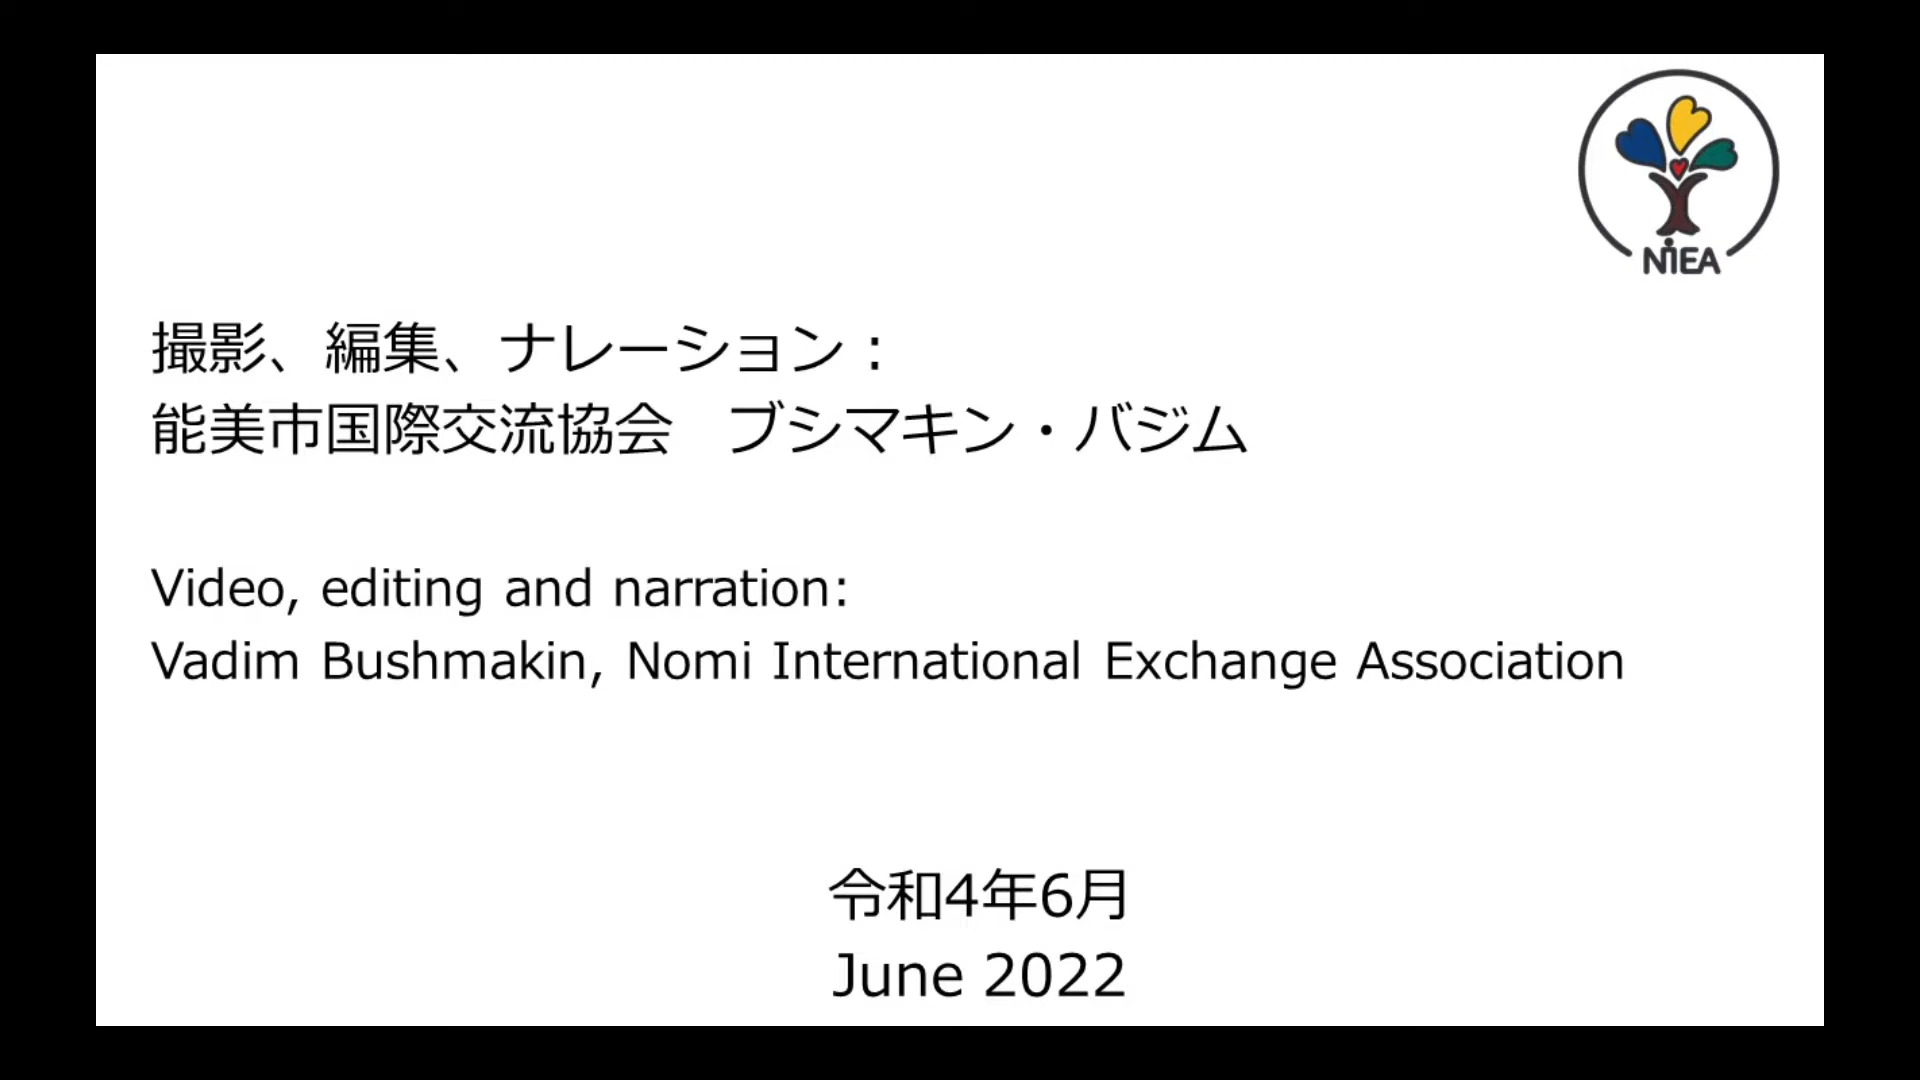 NIEA
撮影、編集、ナレーション：
能美市国際交流協会　ブシマキン・バジム
Video, editing and narration:
Vadim Bushmakin, Nomi International Exchange Association
令和4年6月
June 2022